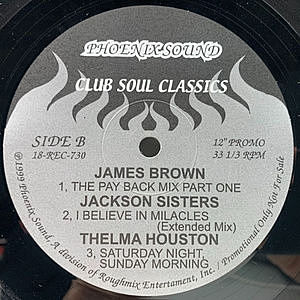 PHOENIX SOUND
CLUB SOUL CLASSICS
SIDE B
18-REC-730
12" PROMO
33 1/3 RPM
JAMES BROWN
1, THE PAY BACK MIX PART ONE
JACKSON SISTERS
2, I BELIEVE IN MILACLES
(Extended Mix)
THELMA HOUSTON
3, SATURDAY NIGHT,
SUNDAY MORNING
℗1999 Phoenix Sound, A division of Roughmix Entertament, Inc. / Promotional Only Not For Sale